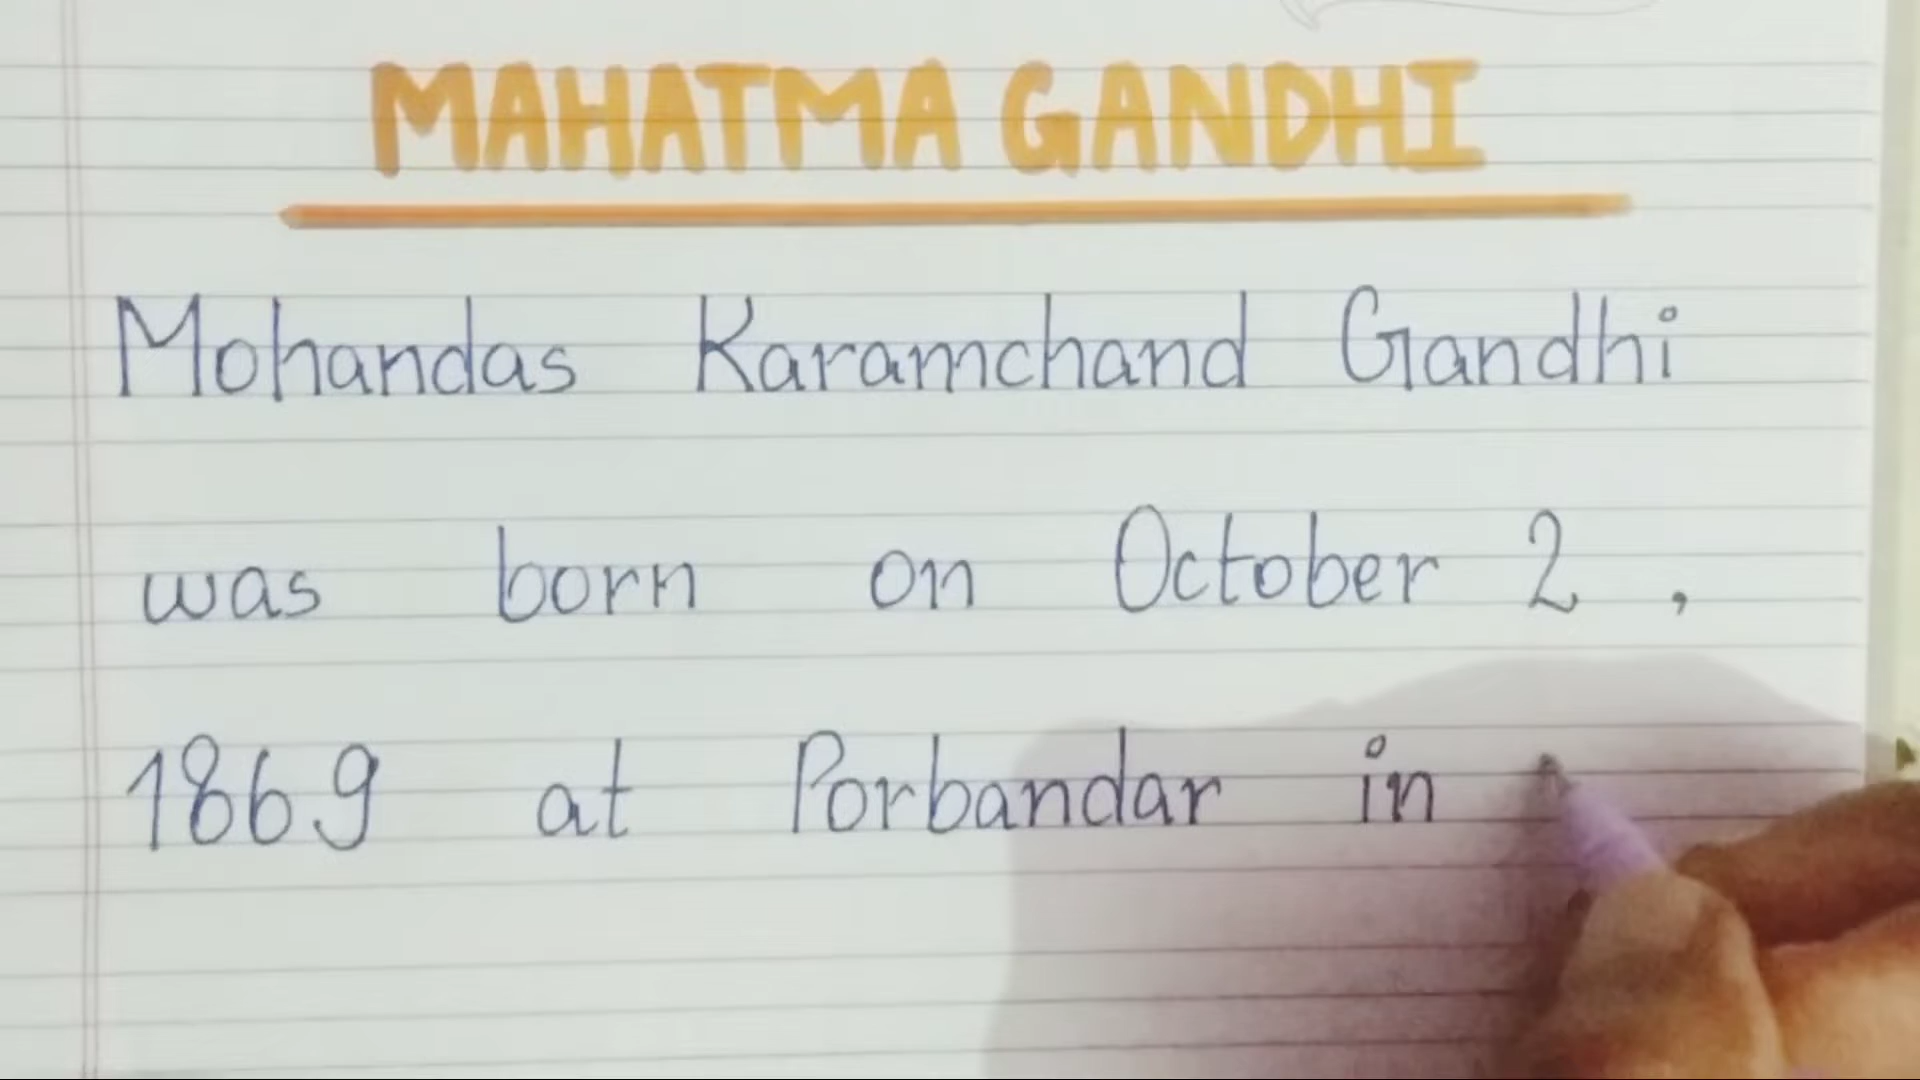 MAHATMA GANDHI
Mohandas Karamchand Gandhi
was born on October 2 ,
1869 at Porbandar in